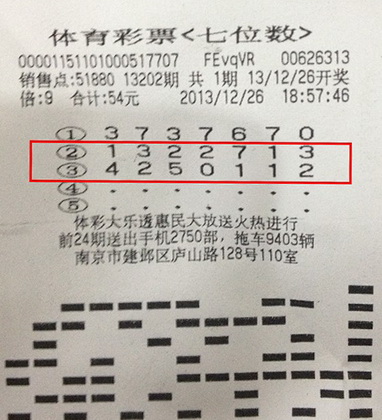 体育彩票<七位数>
000011511010005177​07 FEvqVR 00626313
销售点:51880 13202期 共 1期 13/12/26开奖
倍:9 合计:54元 2013/12/26 18:57:46
① 3 7 3 7 6 7 0
② 1 3 2 2 7 1 3
③ 4 2 5 0 1 1 2
④ . . . . . . .
⑤ . . . . . . .
体彩大乐透惠民大放送火热进行
前24期送出手机2750部,拖车9403辆
南京市建邺区庐山路128号110室